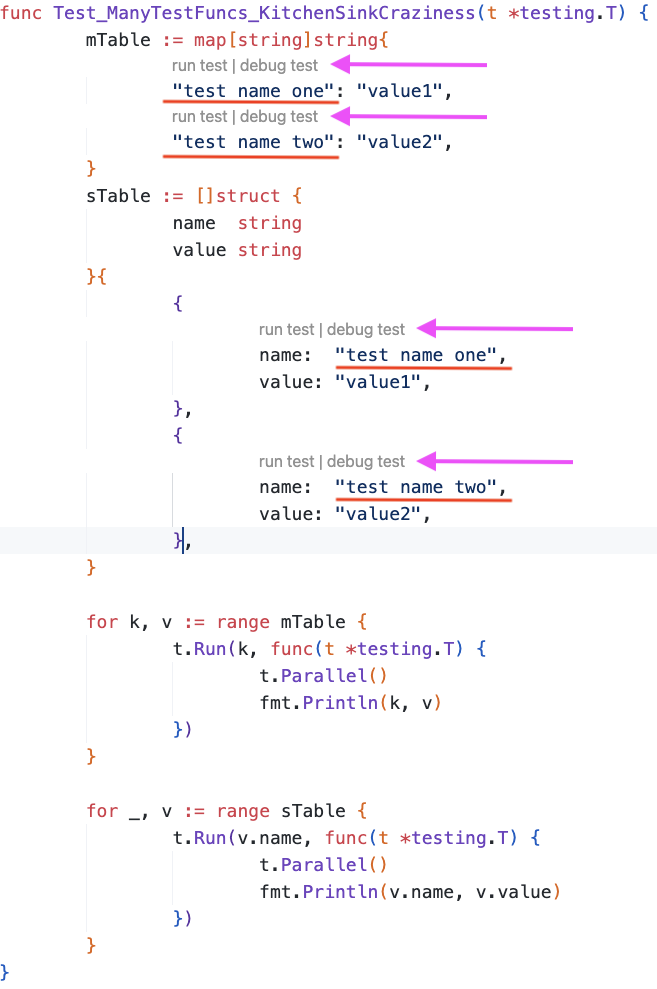 func Test_ManyTestFuncs_KitchenSinkCraziness(t *testing.T) {
mTable := map[string]string{
run test | debug test
"test name one": "value1",
run test | debug test
"test name two": "value2",
}
sTable := []struct {
name  string
value string
}{
{
run test | debug test
name:  "test name one",
value: "value1",
},
{
run test | debug test
name:  "test name two",
value: "value2",
},
}
for k, v := range mTable {
t.Run(k, func(t *testing.T) {
t.Parallel()
fmt.Println(k, v)
})
}
for _, v := range sTable {
t.Run(v.name, func(t *testing.T) {
t.Parallel()
fmt.Println(v.name, v.value)
})
}
}